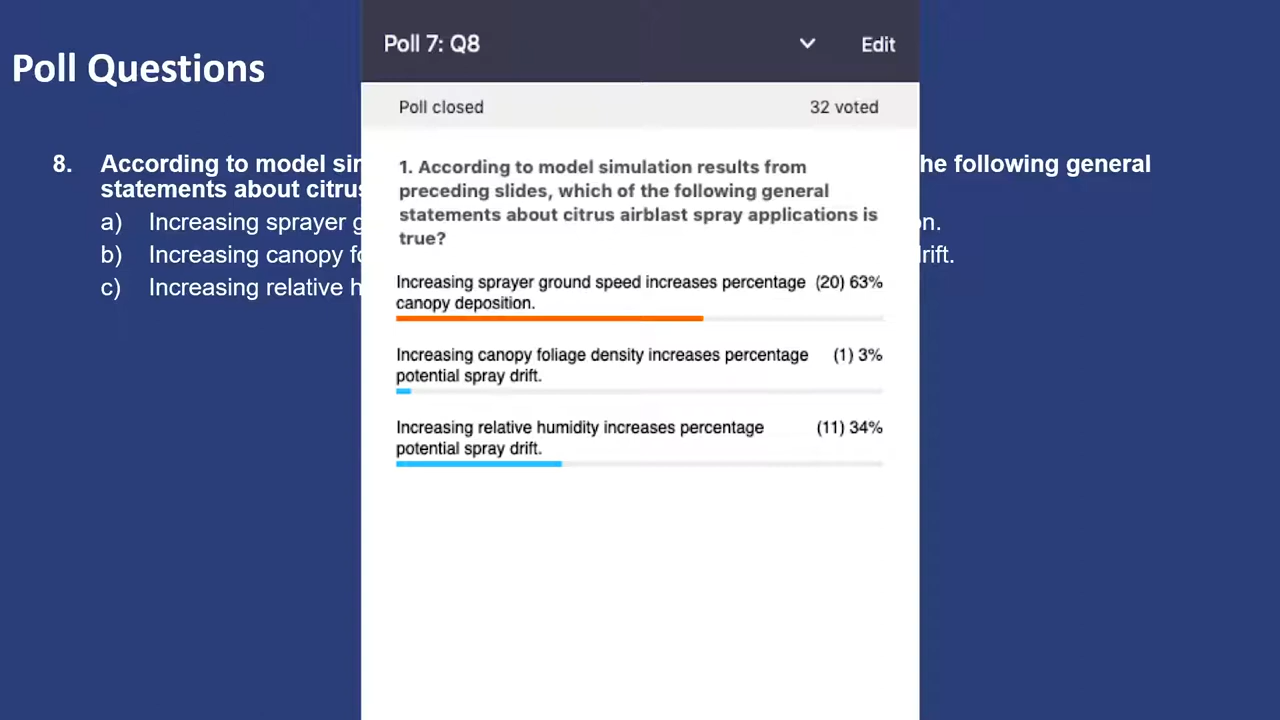 Poll 7: Q8
Edit
Poll Questions
Poll closed
32 voted
8. According to model sir
he following general
statements about citrus
a) Increasing sprayer g
on.
b) Increasing canopy fo
drift.
c) Increasing relative h
1. According to model simulation results from
preceding slides, which of the following general
statements about citrus airblast spray applications is
true?
Increasing sprayer ground speed increases percentage (20) 63%
canopy deposition.
Increasing canopy foliage density increases percentage (1) 3%
potential spray drift.
Increasing relative humidity increases percentage (11) 34%
potential spray drift.